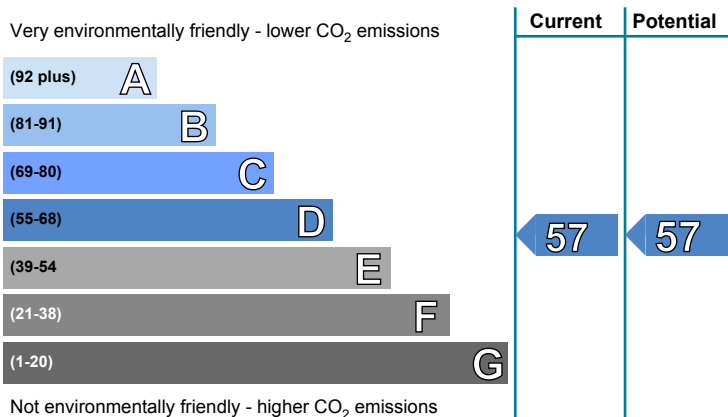 Very environmentally friendly - lower CO2 emissions
Current
Potential
(92 plus) A
(81-91) B
(69-80) C
(55-68) D
57
57
(39-54 E
(21-38) F
(1-20) G
Not environmentally friendly - higher CO2 emissions